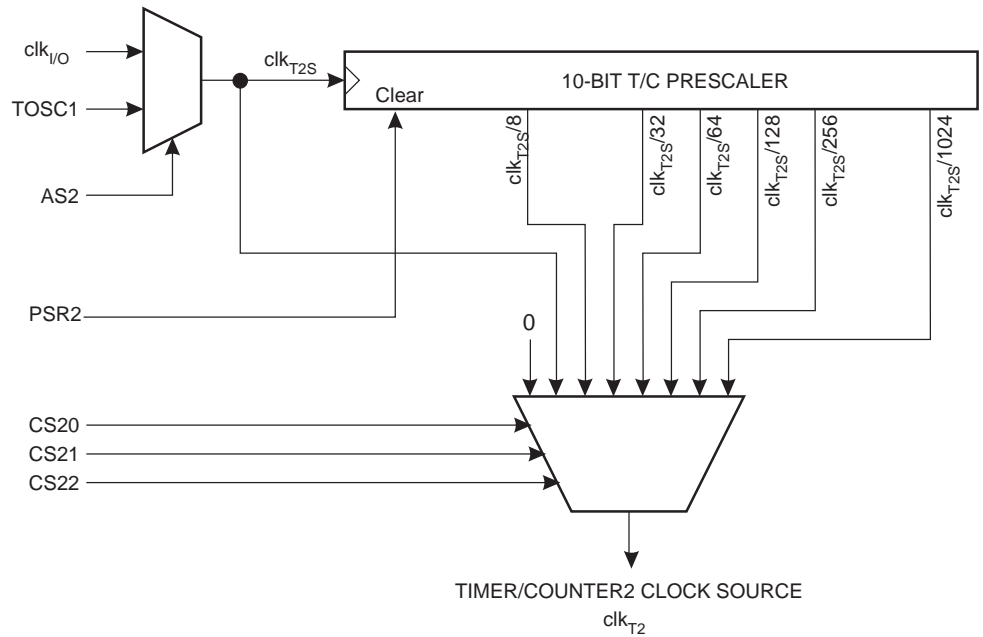 clkI/O
clkT2S
10-BIT T/C PRESCALER
TOSC1
Clear
clkT2S/8
clkT2S/32
clkT2S/64
clkT2S/128
clkT2S/256
clkT2S/1024
AS2
PSR2
0
CS20
CS21
CS22
TIMER/COUNTER2 CLOCK SOURCE
clkT2